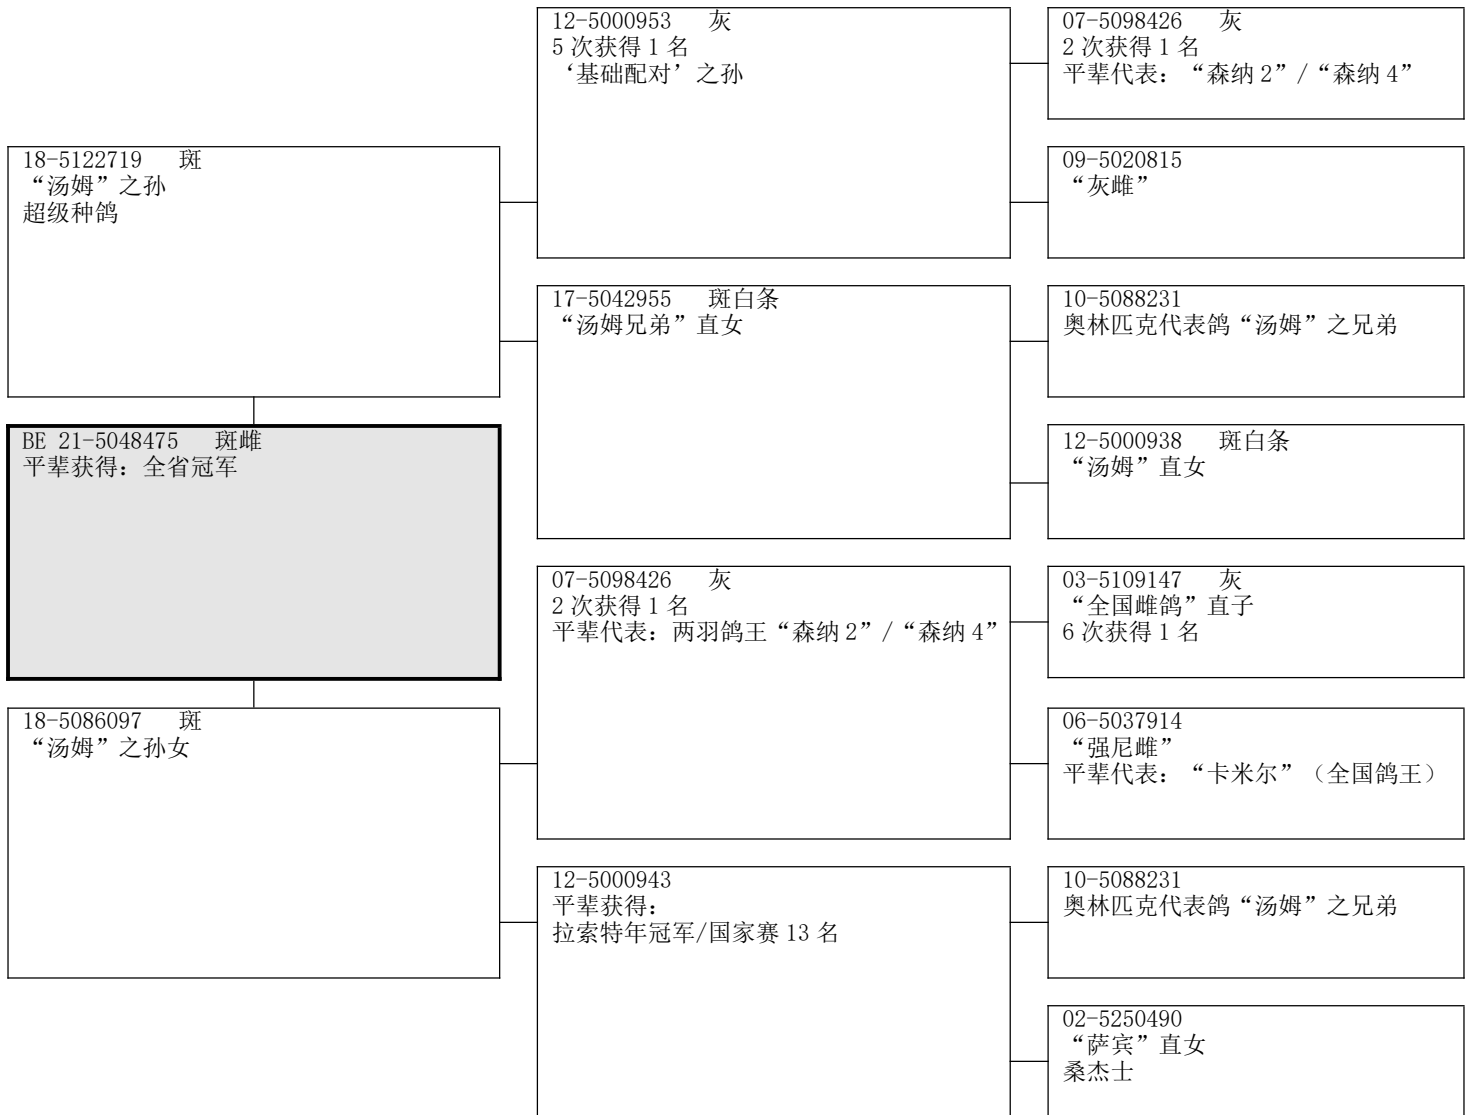 12-5000953 灰
5 次获得 1 名
‘基础配对’之孙
07-5098426 灰
2 次获得 1 名
平辈代表：“森纳 2”/“森纳 4”
18-5122719 斑
“汤姆”之孙
超级种鸽
09-5020815
“灰雌”
17-5042955 斑白条
“汤姆兄弟”直女
10-5088231
奥林匹克代表鸽“汤姆”之兄弟
BE 21-5048475 斑雌
平辈获得：全省冠军
12-5000938 斑白条
“汤姆”直女
07-5098426 灰
2 次获得 1 名
平辈代表：两羽鸽王“森纳 2”/“森纳 4”
03-5109147 灰
“全国雌鸽”直子
6 次获得 1 名
18-5086097 斑
“汤姆”之孙女
06-5037914
“强尼雌”
平辈代表：“卡米尔”（全国鸽王）
12-5000943
平辈获得：
拉索特年冠军/国家赛 13 名
10-5088231
奥林匹克代表鸽“汤姆”之兄弟
02-5250490
“萨宾”直女
桑杰士